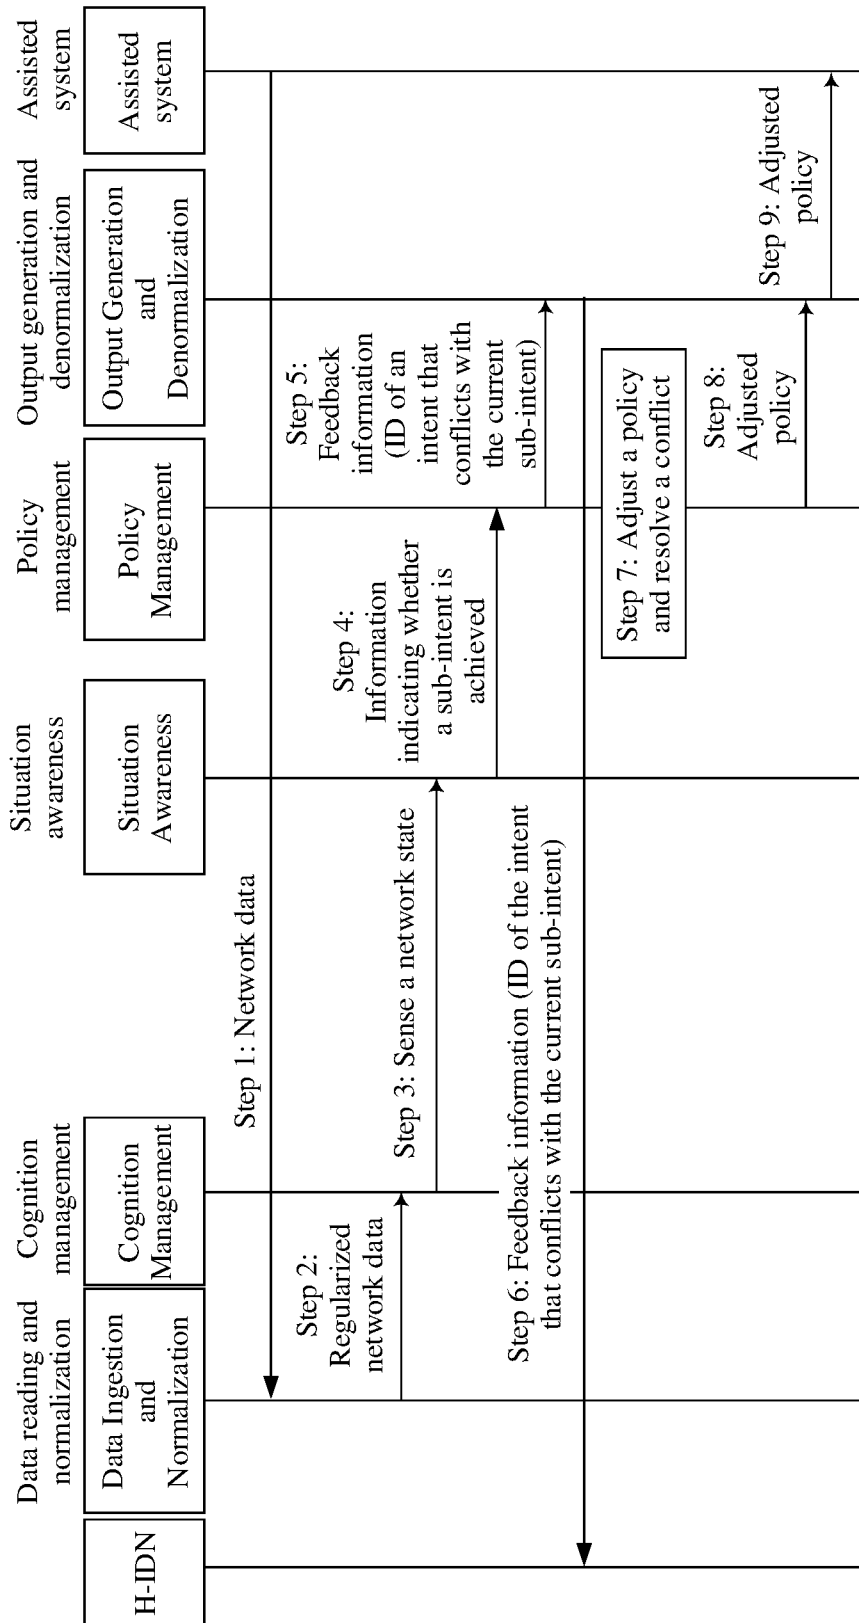 H-IDN
Data reading and
normalization
Data Ingestion
and
Normalization
Cognition
management
Cognition
Management
Situation
awareness
Situation
Awareness
Policy
management
Policy
Management
Output generation and
denormalization
Output Generation
and
Denormalization
Assisted
system
Assisted
system
Step 1: Network data
Step 2:
Regularized
network data
Step 3: Sense a network state
Step 4:
Information
indicating whether
a sub-intent is
achieved
Step 5:
Feedback
information
(ID of an
intent that
conflicts with
the current
sub-intent)
Step 6: Feedback information (ID of the intent
that conflicts with the current sub-intent)
Step 7: Adjust a policy
and resolve a conflict
Step 8:
Adjusted
policy
Step 9: Adjusted
policy